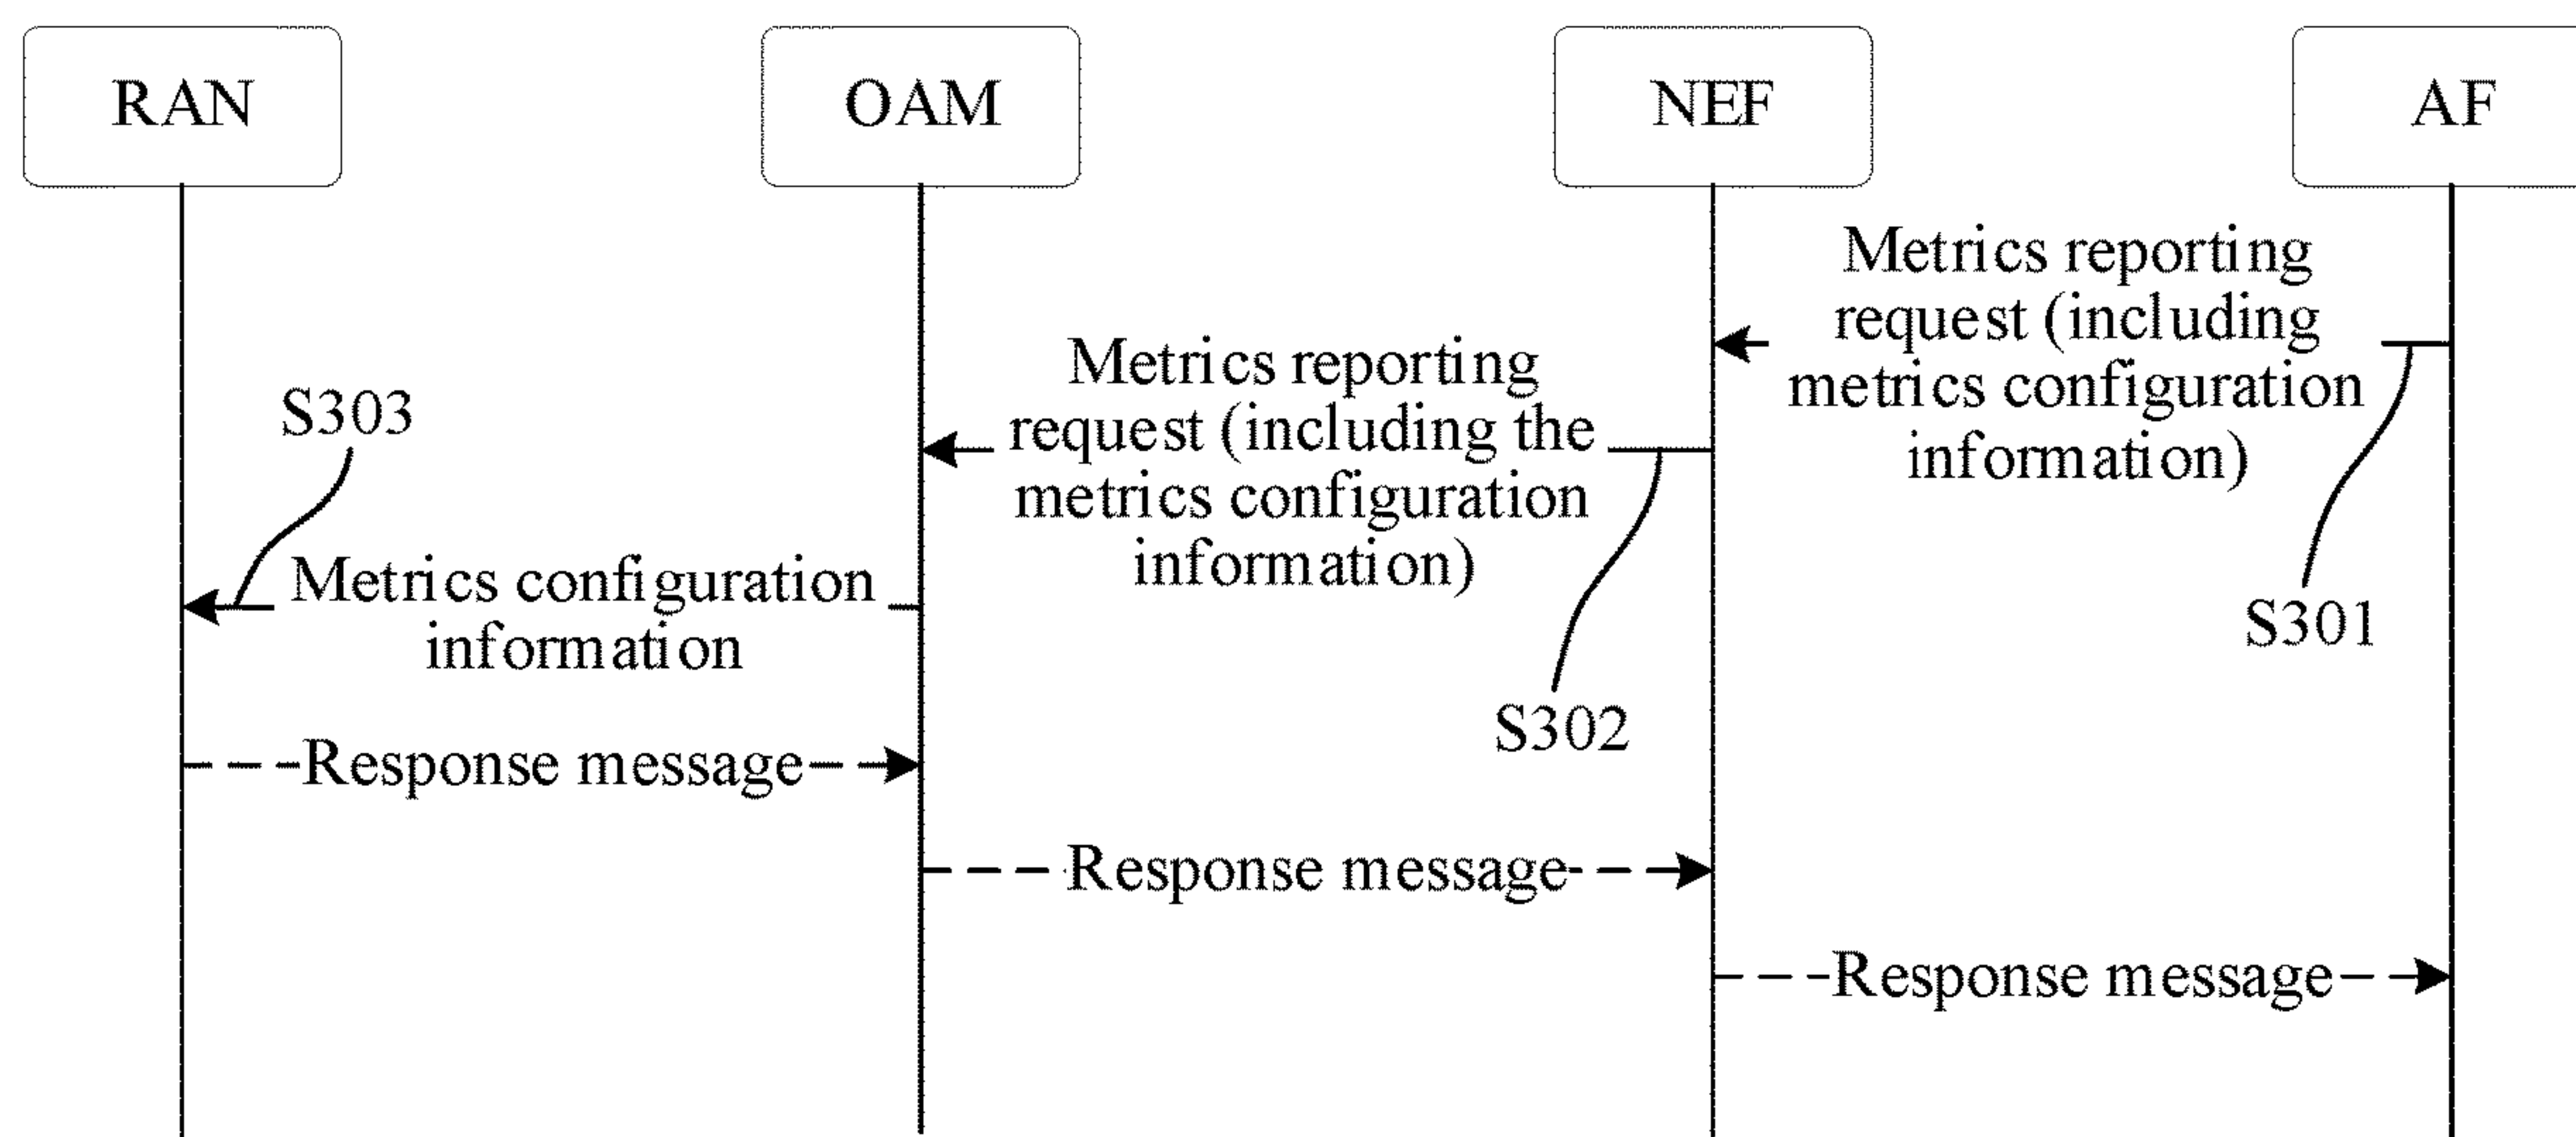 RAN
OAM
NEF
AF
Metrics reporting
request (including
metrics configuration
information)
S301
Metrics reporting
request (including the
metrics configuration
information)
S302
S303
Metrics configuration
information
Response message
Response message
Response message